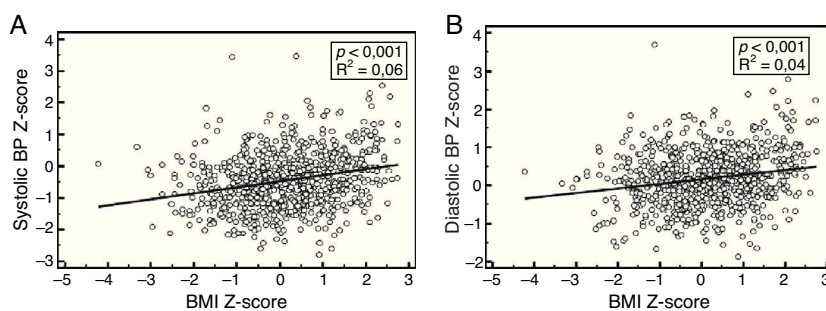 A
p < 0,001
R² = 0,06
Systolic BP Z-score
4
3
2
1
0
–1
–2
–3
–5 –4 –3 –2 –1 0 1 2 3
BMI Z-score
B
p < 0,001
R² = 0,04
Diastolic BP Z-score
4
3
2
1
0
–1
–2
–5 –4 –3 –2 –1 0 1 2 3
BMI Z-score